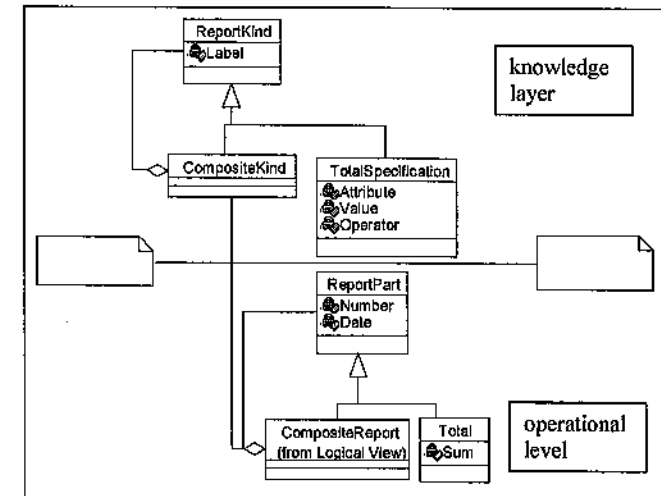 ReportKind
Label
knowledge
layer
CompositeKind
TotalSpecification
Attribute
Value
Operator
ReportPart
Number
Date
CompositeReport
(from Logical View)
Total
Sum
operational
level